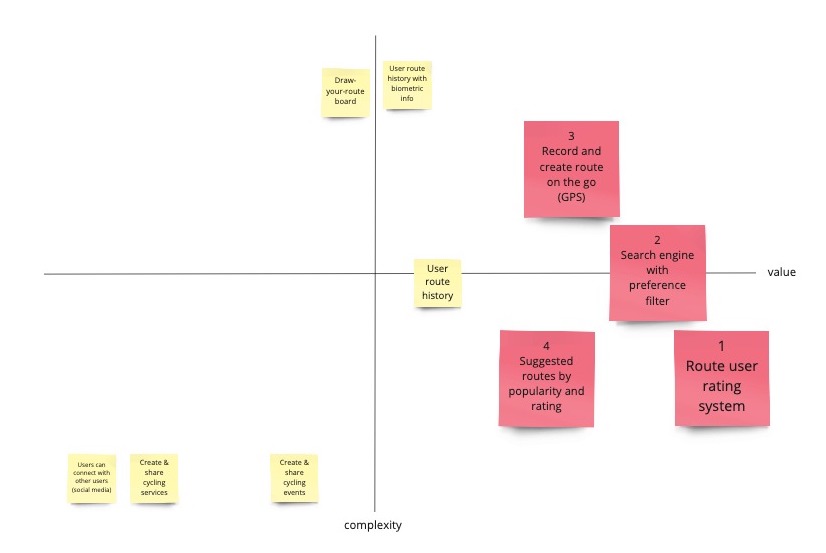 Draw-
your-route
board
User route
history with
biometric
info
3
Record and
create route
on the go
(GPS)
2
Search engine
with
preference
filter
value
User
route
history
4
Suggested
routes by
popularity and
rating
1
Route user
rating
system
Users can
connect with
other users
(social media)
Create &
share
cycling
services
Create &
share
cycling
events
complexity